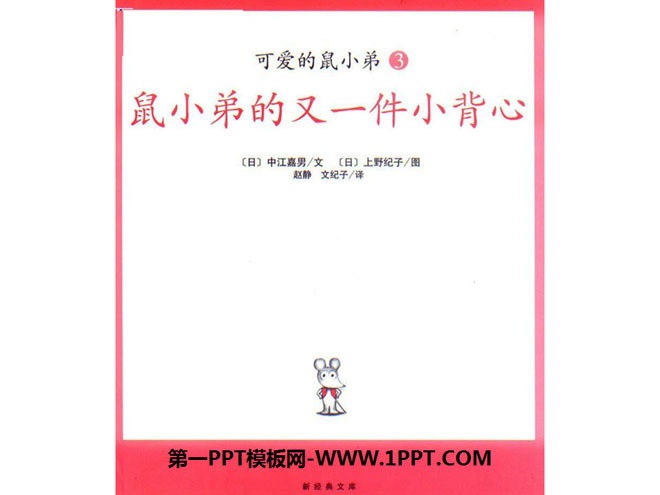 可爱的鼠小弟 3
鼠小弟的又一件小背心
〔日〕中江嘉男/文 〔日〕上野纪子/图
赵静 文纪子/译
第一PPT模板网-WWW.1PPT.COM
新经典文库